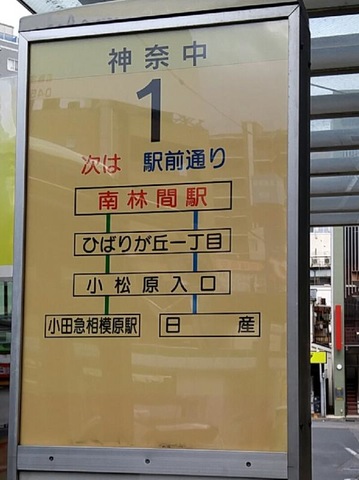 神奈中
1
次は 駅前通り
南林間駅
ひばりが丘一丁目
小松原入口
小田急相模原駅 日産